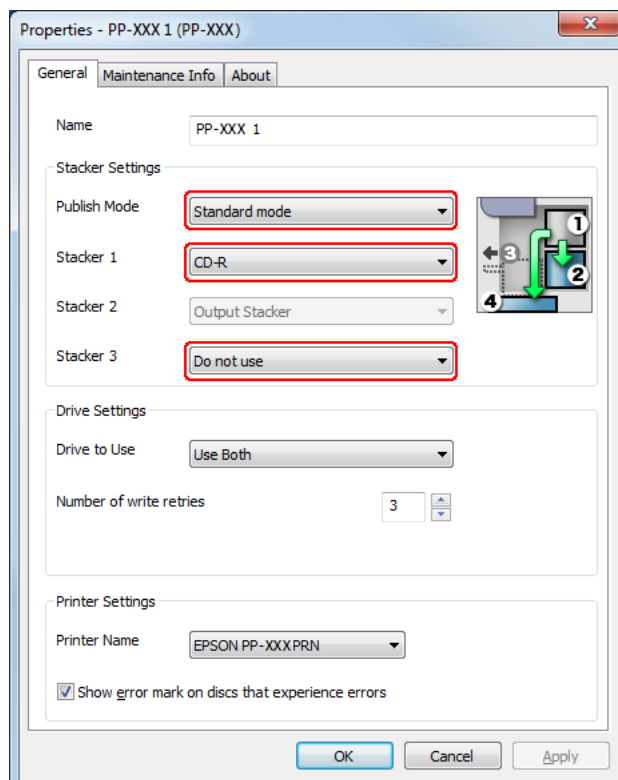 Properties - PP-XXX 1 (PP-XXX)
General Maintenance Info About
Name PP-XXX 1
Stacker Settings
Publish Mode Standard mode
Stacker 1 CD-R
Stacker 2 Output Stacker
Stacker 3 Do not use
1
3
2
4
Drive Settings
Drive to Use Use Both
Number of write retries 3
Printer Settings
Printer Name EPSON PP-XXXPRN
Show error mark on discs that experience errors
OK Cancel Apply